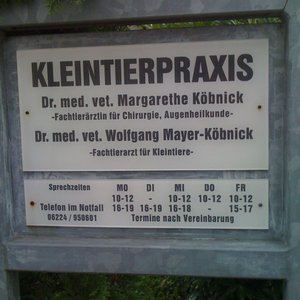 KLEINTIERPRAXIS
Dr. med. vet. Margarethe Köbnick
-Fachtierärztin für Chirurgie, Augenheilkunde-
Dr. med. vet. Wolfgang Mayer-Köbnick
-Fachtierarzt für Kleintiere-
Sprechzeiten MO DI MI DO FR
10-12 - 10-12 10-12 10-12
Telefon im Notfall 16-19 16-19 16-18 - 15-17
06224 / 950601 Termine nach Vereinbarung